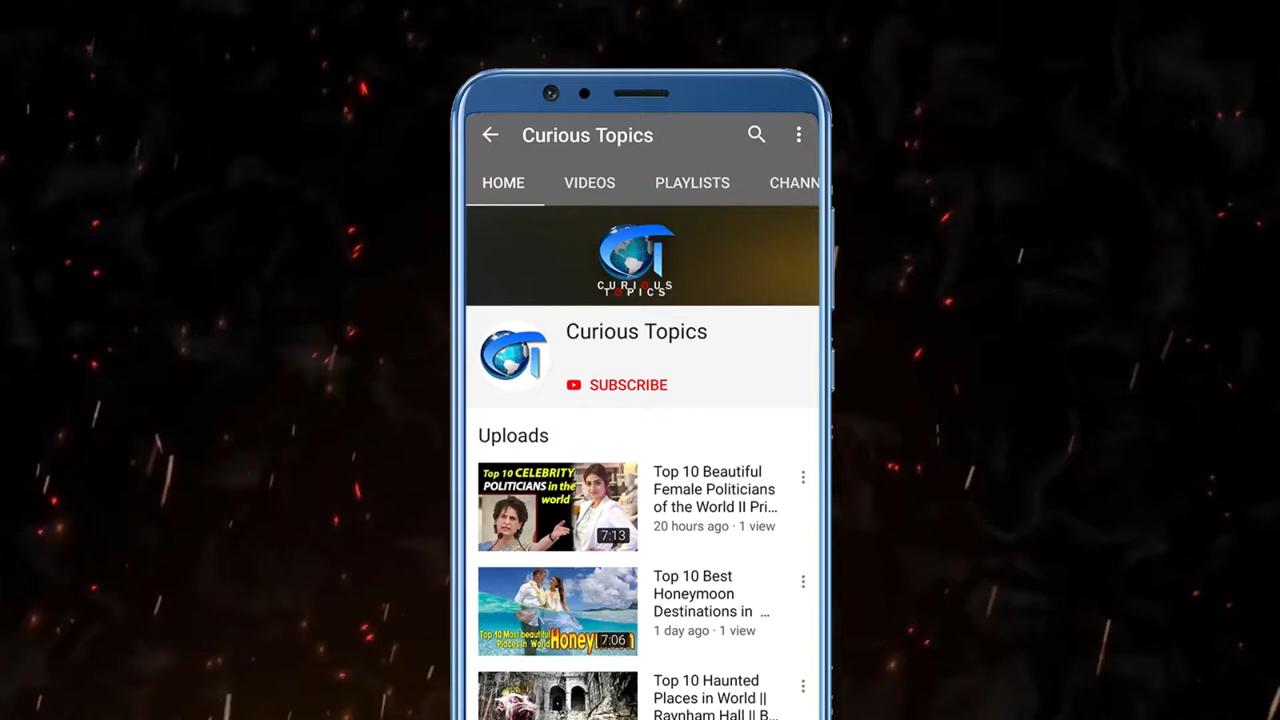 Curious Topics
HOME VIDEOS PLAYLISTS CHANN
CURIOUS
TOPICS
Curious Topics
SUBSCRIBE
Uploads
Top 10 CELEBRITY
POLITICIANS in the
world
7:13
Top 10 Beautiful
Female Politicians
of the World II Pri...
20 hours ago · 1 view
Top 10 Most beautiful
Places in World
7:06
Top 10 Best
Honeymoon
Destinations in ...
1 day ago · 1 view
Top 10 Haunted
Places in World ||
Raynham Hall || B...